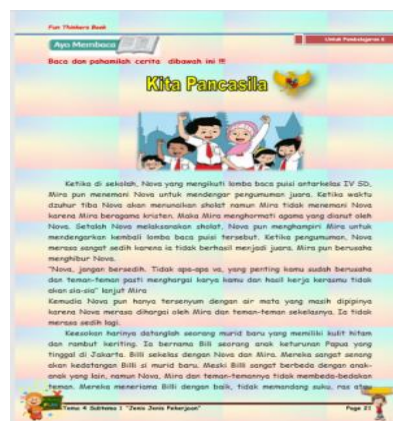 Fun Thinkers Book
Untuk Pembelajaran 6
Ayo Membaca
Baca dan pahamilah cerita dibawah ini !!!
Kita Pancasila
Ketika di sekolah, Nova yang mengikuti lomba baca puisi antarkelas IV SD,
Mira pun menemani Nova untuk mendengar pengumuman juara. Ketika waktu
dzuhur tiba Nova akan menunaikan sholat namun Mira tidak menemani Nova
karena Mira beragama kristen. Maka Mira menghormati agama yang dianut oleh
Nova. Setelah Nova melaksanakan sholat, Nova pun menghampiri Mira untuk
mendengarkan kembali lomba baca puisi tersebut. Ketika pengumuman, Nova
merasa sangat sedih karena ia tidak berhasil menjadi juara. Mira pun berusaha
menghibur Nova.
"Nova, jangan bersedih. Tidak apa-apa va, yang penting kamu sudah berusaha
dan teman-teman pasti menghargai karya kamu dan hasil kerja kerasmu tidak
akan sia-sia" lanjut Mira
Kemudia Nova pun hanya tersenyum dengan air mata yang masih dipipinya
karena Nova merasa dihargai oleh Mira dan teman-teman sekelasnya. Ia tidak
merasa sedih lagi.
Keesokan harinya datanglah seorang murid baru yang memiliki kulit hitam
dan rambut keriting. Ia bernama Billi seorang anak keturunan Papua yang
tinggal di Jakarta. Billi sekelas dengan Nova dan Mira. Mereka sangat senang
akan kedatangan Billi si murid baru. Meski Billi sangat berbeda dengan anak-
anak yang lain, namun Nova, Mira dan teman-temannya tidak membeda-bedakan
teman. Mereka menerima Billi dengan baik, tidak memandang suku, ras atau
Tema 4 Subtema 1 "Jenis Jenis Pekerjaan"
Page 21